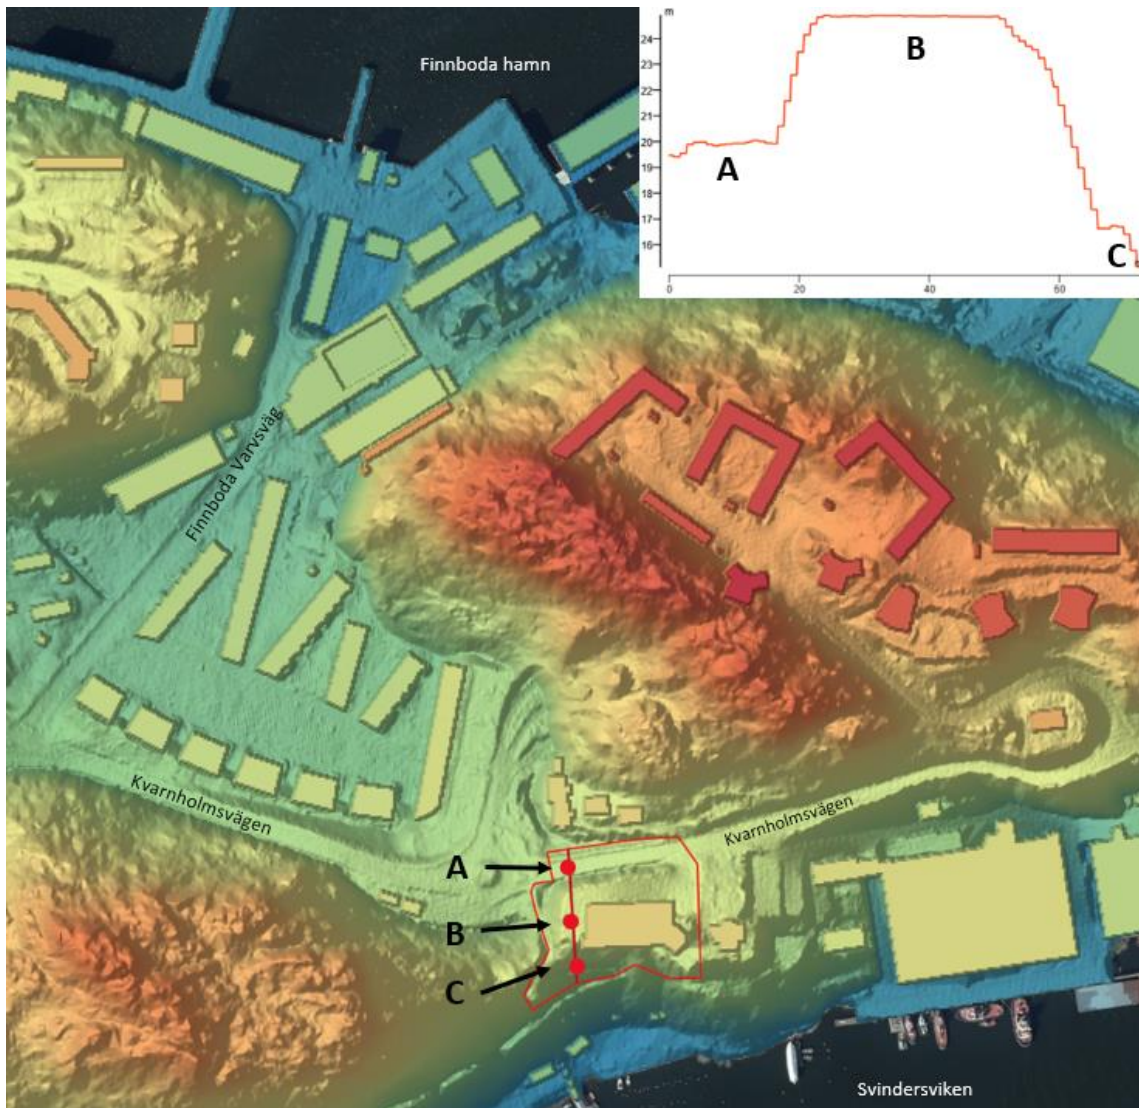 Finnboda hamn
m
24
23
22
21
20
19
18
17
16
0
20
40
60
A
B
C
Finnboda Varvsväg
Kvarnholmsvägen
Kvarnholmsvägen
A
B
C
Svindersviken